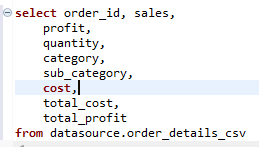 select order_id, sales,
profit,
quantity,
category,
sub_category,
cost,
total_cost,
total_profit
from datasource.order_details_csv